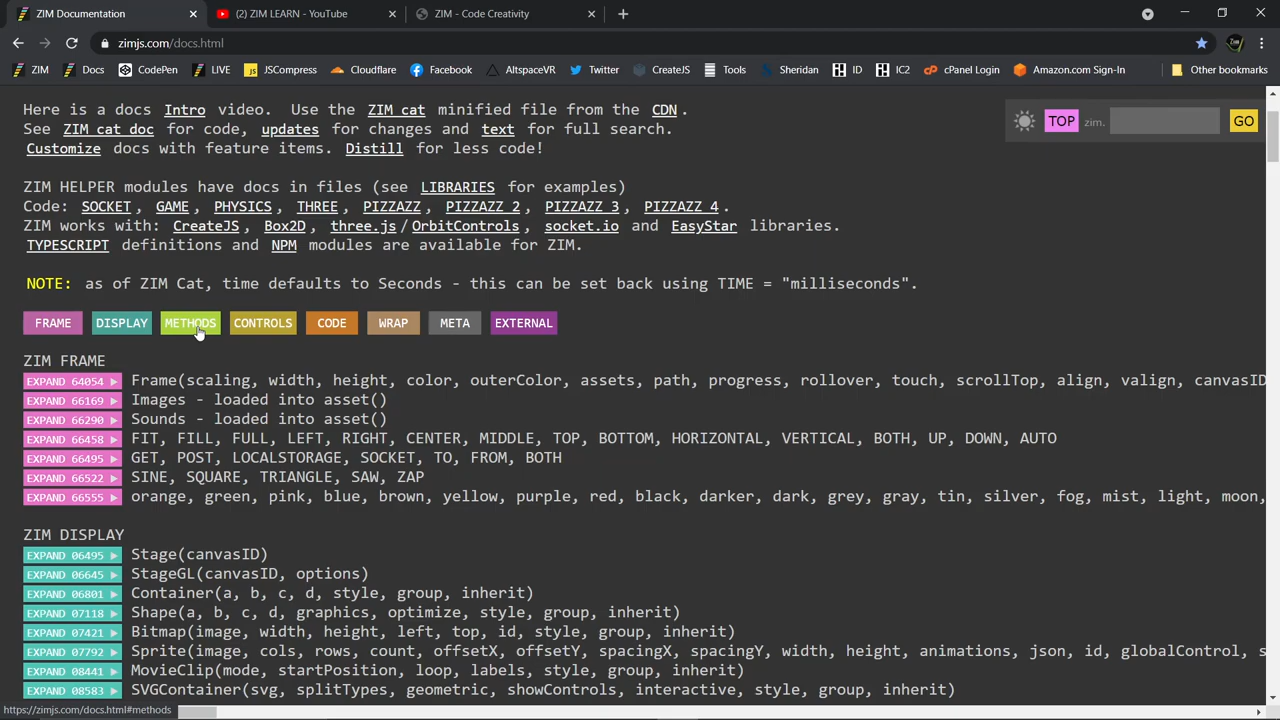 ZIM Documentation
(2) ZIM LEARN - YouTube
ZIM - Code Creativity
zimjs.com/docs.html
ZIM Docs CodePen LIVE JSCompress Cloudflare Facebook AltspaceVR Twitter CreateJS Tools Sheridan ID IC2 cPanel Login Amazon.com Sign-In Other bookmarks
Here is a docs Intro video. Use the ZIM cat minified file from the CDN.
See ZIM cat doc for code, updates for changes and text for full search.
Customize docs with feature items. Distill for less code!
TOP zim. GO
ZIM HELPER modules have docs in files (see LIBRARIES for examples)
Code: SOCKET, GAME, PHYSICS, THREE, PIZZAZZ, PIZZAZZ 2, PIZZAZZ 3, PIZZAZZ 4.
ZIM works with: CreateJS, Box2D, three.js/OrbitControls, socket.io and EasyStar libraries.
TYPESCRIPT definitions and NPM modules are available for ZIM.
NOTE: as of ZIM Cat, time defaults to Seconds - this can be set back using TIME = "milliseconds".
FRAME DISPLAY METHODS CONTROLS CODE WRAP META EXTERNAL
ZIM FRAME
EXPAND 64054 ▶ Frame(scaling, width, height, color, outerColor, assets, path, progress, rollover, touch, scrollTop, align, valign, canvasID
EXPAND 66169 ▶ Images - loaded into asset()
EXPAND 66290 ▶ Sounds - loaded into asset()
EXPAND 66458 ▶ FIT, FILL, FULL, LEFT, RIGHT, CENTER, MIDDLE, TOP, BOTTOM, HORIZONTAL, VERTICAL, BOTH, UP, DOWN, AUTO
EXPAND 66495 ▶ GET, POST, LOCALSTORAGE, SOCKET, TO, FROM, BOTH
EXPAND 66522 ▶ SINE, SQUARE, TRIANGLE, SAW, ZAP
EXPAND 66555 ▶ orange, green, pink, blue, brown, yellow, purple, red, black, darker, dark, grey, gray, tin, silver, fog, mist, light, moon,
ZIM DISPLAY
EXPAND 06495 ▶ Stage(canvasID)
EXPAND 06645 ▶ StageGL(canvasID, options)
EXPAND 06801 ▶ Container(a, b, c, d, style, group, inherit)
EXPAND 07118 ▶ Shape(a, b, c, d, graphics, optimize, style, group, inherit)
EXPAND 07421 ▶ Bitmap(image, width, height, left, top, id, style, group, inherit)
EXPAND 07792 ▶ Sprite(image, cols, rows, count, offsetX, offsetY, spacingX, spacingY, width, height, animations, json, id, globalControl, s
EXPAND 08441 ▶ MovieClip(mode, startPosition, loop, labels, style, group, inherit)
EXPAND 08583 ▶ SVGContainer(svg, splitTypes, geometric, showControls, interactive, style, group, inherit)
https://zimjs.com/docs.html#methods